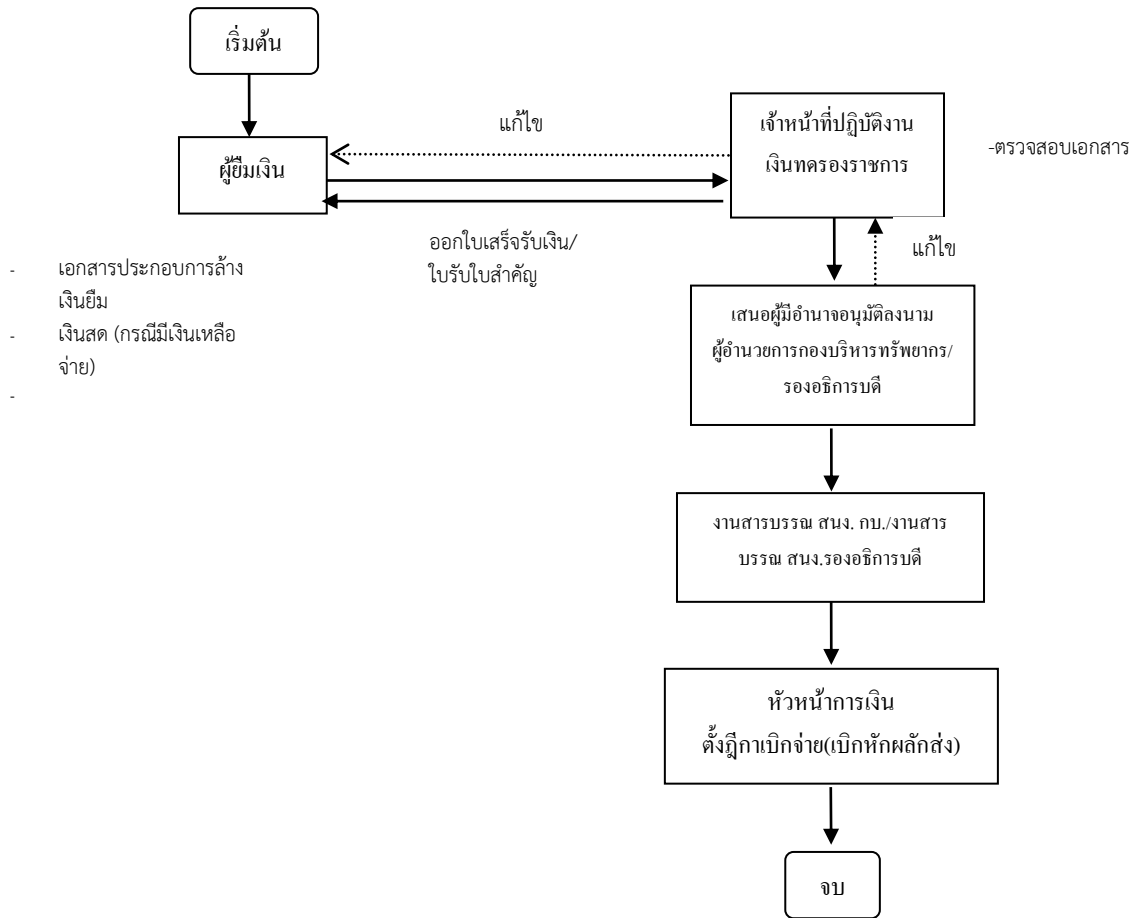 เริ่มต้น
ผู้ยืมเงิน
แก้ไข
เจ้าหน้าที่ปฏิบัติงาน
เงินทดรองราชการ
-ตรวจสอบเอกสาร
ออกใบเสร็จรับเงิน/
ใบรับใบสำคัญ
แก้ไข
- เอกสารประกอบการล้าง
เงินยืม
- เงินสด (กรณีมีเงินเหลือ
จ่าย)
-
เสนอผู้มีอำนาจอนุมัติลงนาม
ผู้อำนวยการกองบริหารทรัพยากร/
รองอธิการบดี
งานสารบรรณ สนง. กบ./งานสาร
บรรณ สนง.รองอธิการบดี
หัวหน้าการเงิน
ตั้งฎีกาเบิกจ่าย(เบิกหักผลักส่ง)
จบ